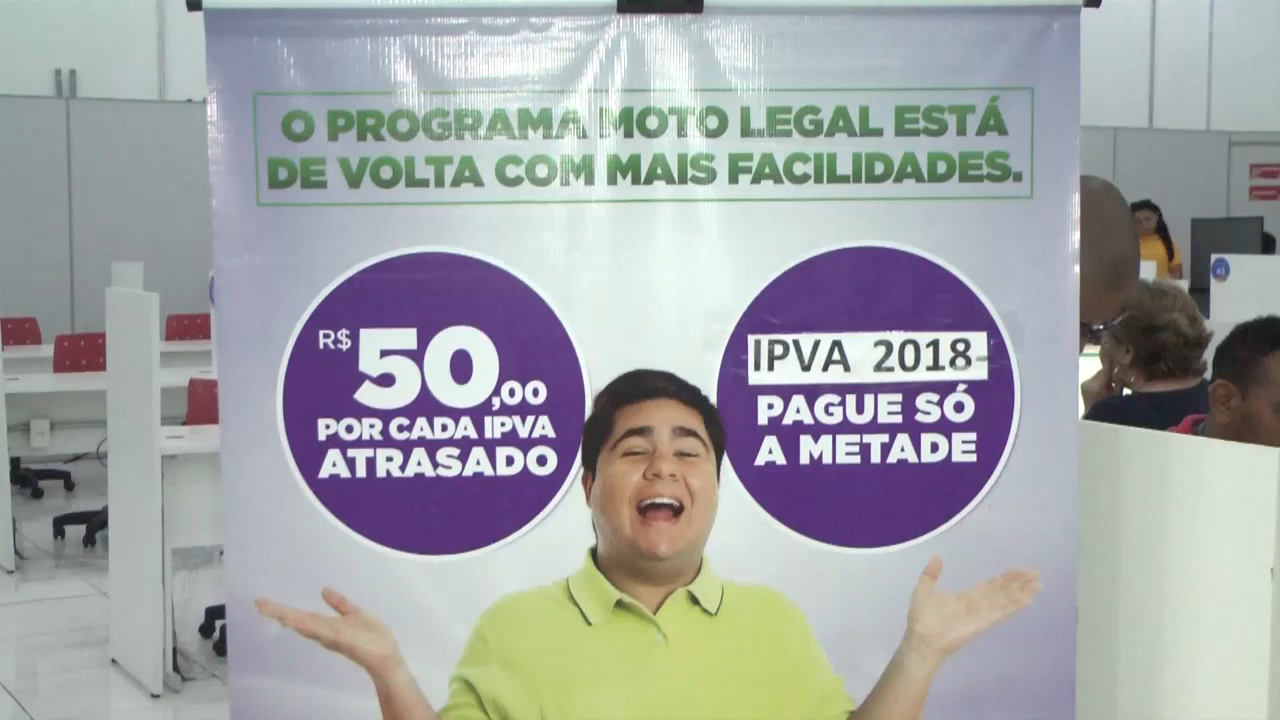 O PROGRAMA MOTO LEGAL ESTÁ
DE VOLTA COM MAIS FACILIDADES.
R$ 50,00
POR CADA IPVA
ATRASADO
IPVA 2018
PAGUE SÓ
A METADE